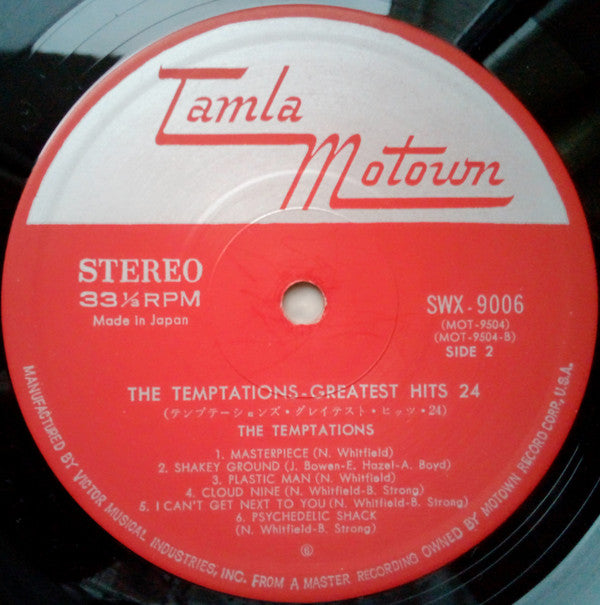 Tamla
Motown
STEREO
33⅓RPM
Made in Japan
SWX-9006
(MOT-9504)
(MOT-9504-B)
SIDE 2
THE TEMPTATIONS-GREATEST HITS 24
(テンプテーションズ・グレイテスト・ヒッツ・24)
THE TEMPTATIONS
1. MASTERPIECE (N. Whitfield)
2. SHAKEY GROUND (J. Bowen-E. Hazel-A. Boyd)
3. PLASTIC MAN (N. Whitfield)
4. CLOUD NINE (N. Whitfield-B. Strong)
5. I CAN'T GET NEXT TO YOU (N. Whitfield-B. Strong)
6. PSYCHEDELIC SHACK
(N. Whitfield-B. Strong)
MANUFACTURED BY VICTOR MUSICAL INDUSTRIES, INC. FROM A MASTER RECORDING OWNED BY MOTOWN RECORD CORP., U.S.A.